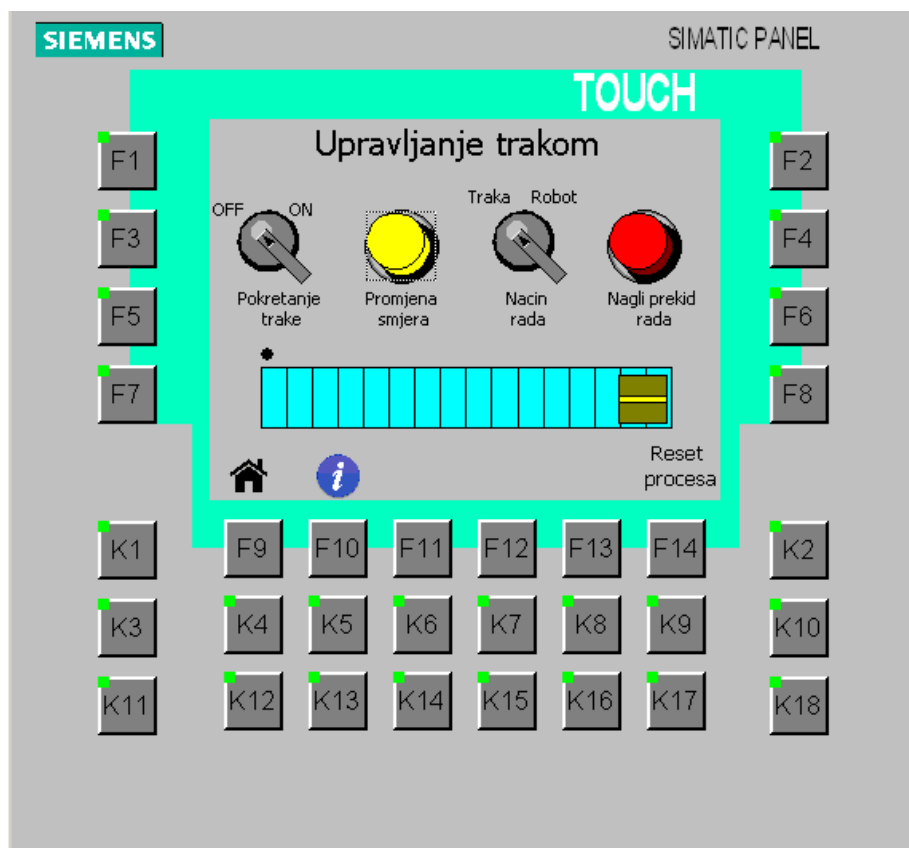 SIEMENS
SIMATIC PANEL
TOUCH
F1
Upravljanje trakom
F2
OFF
ON
Traka Robot
F3
F4
Pokretanje
trake
Promjena
smjera
Nacin
rada
Nagli prekid
rada
F5
F6
F7
F8
i
Reset
procesa
K1
F9
F10
F11
F12
F13
F14
K2
K3
K4
K5
K6
K7
K8
K9
K10
K11
K12
K13
K14
K15
K16
K17
K18